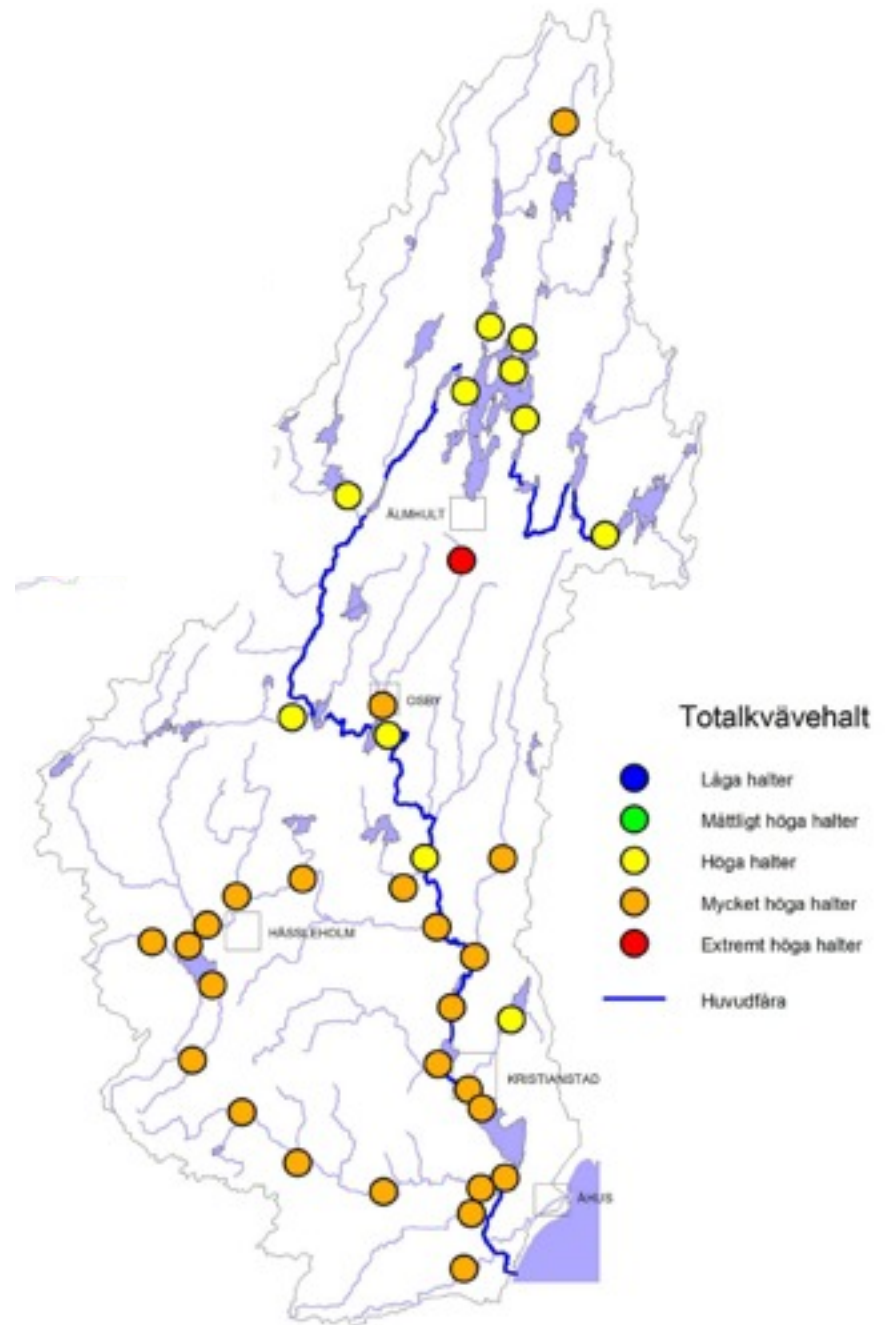 ÄLMHULT
OSBY
Totalkvävehalt
Låga halter
Måttligt höga halter
Höga halter
Mycket höga halter
Extremt höga halter
Huvudfåra
HÄSSLEHOLM
KRISTIANSTAD
ÅHUS